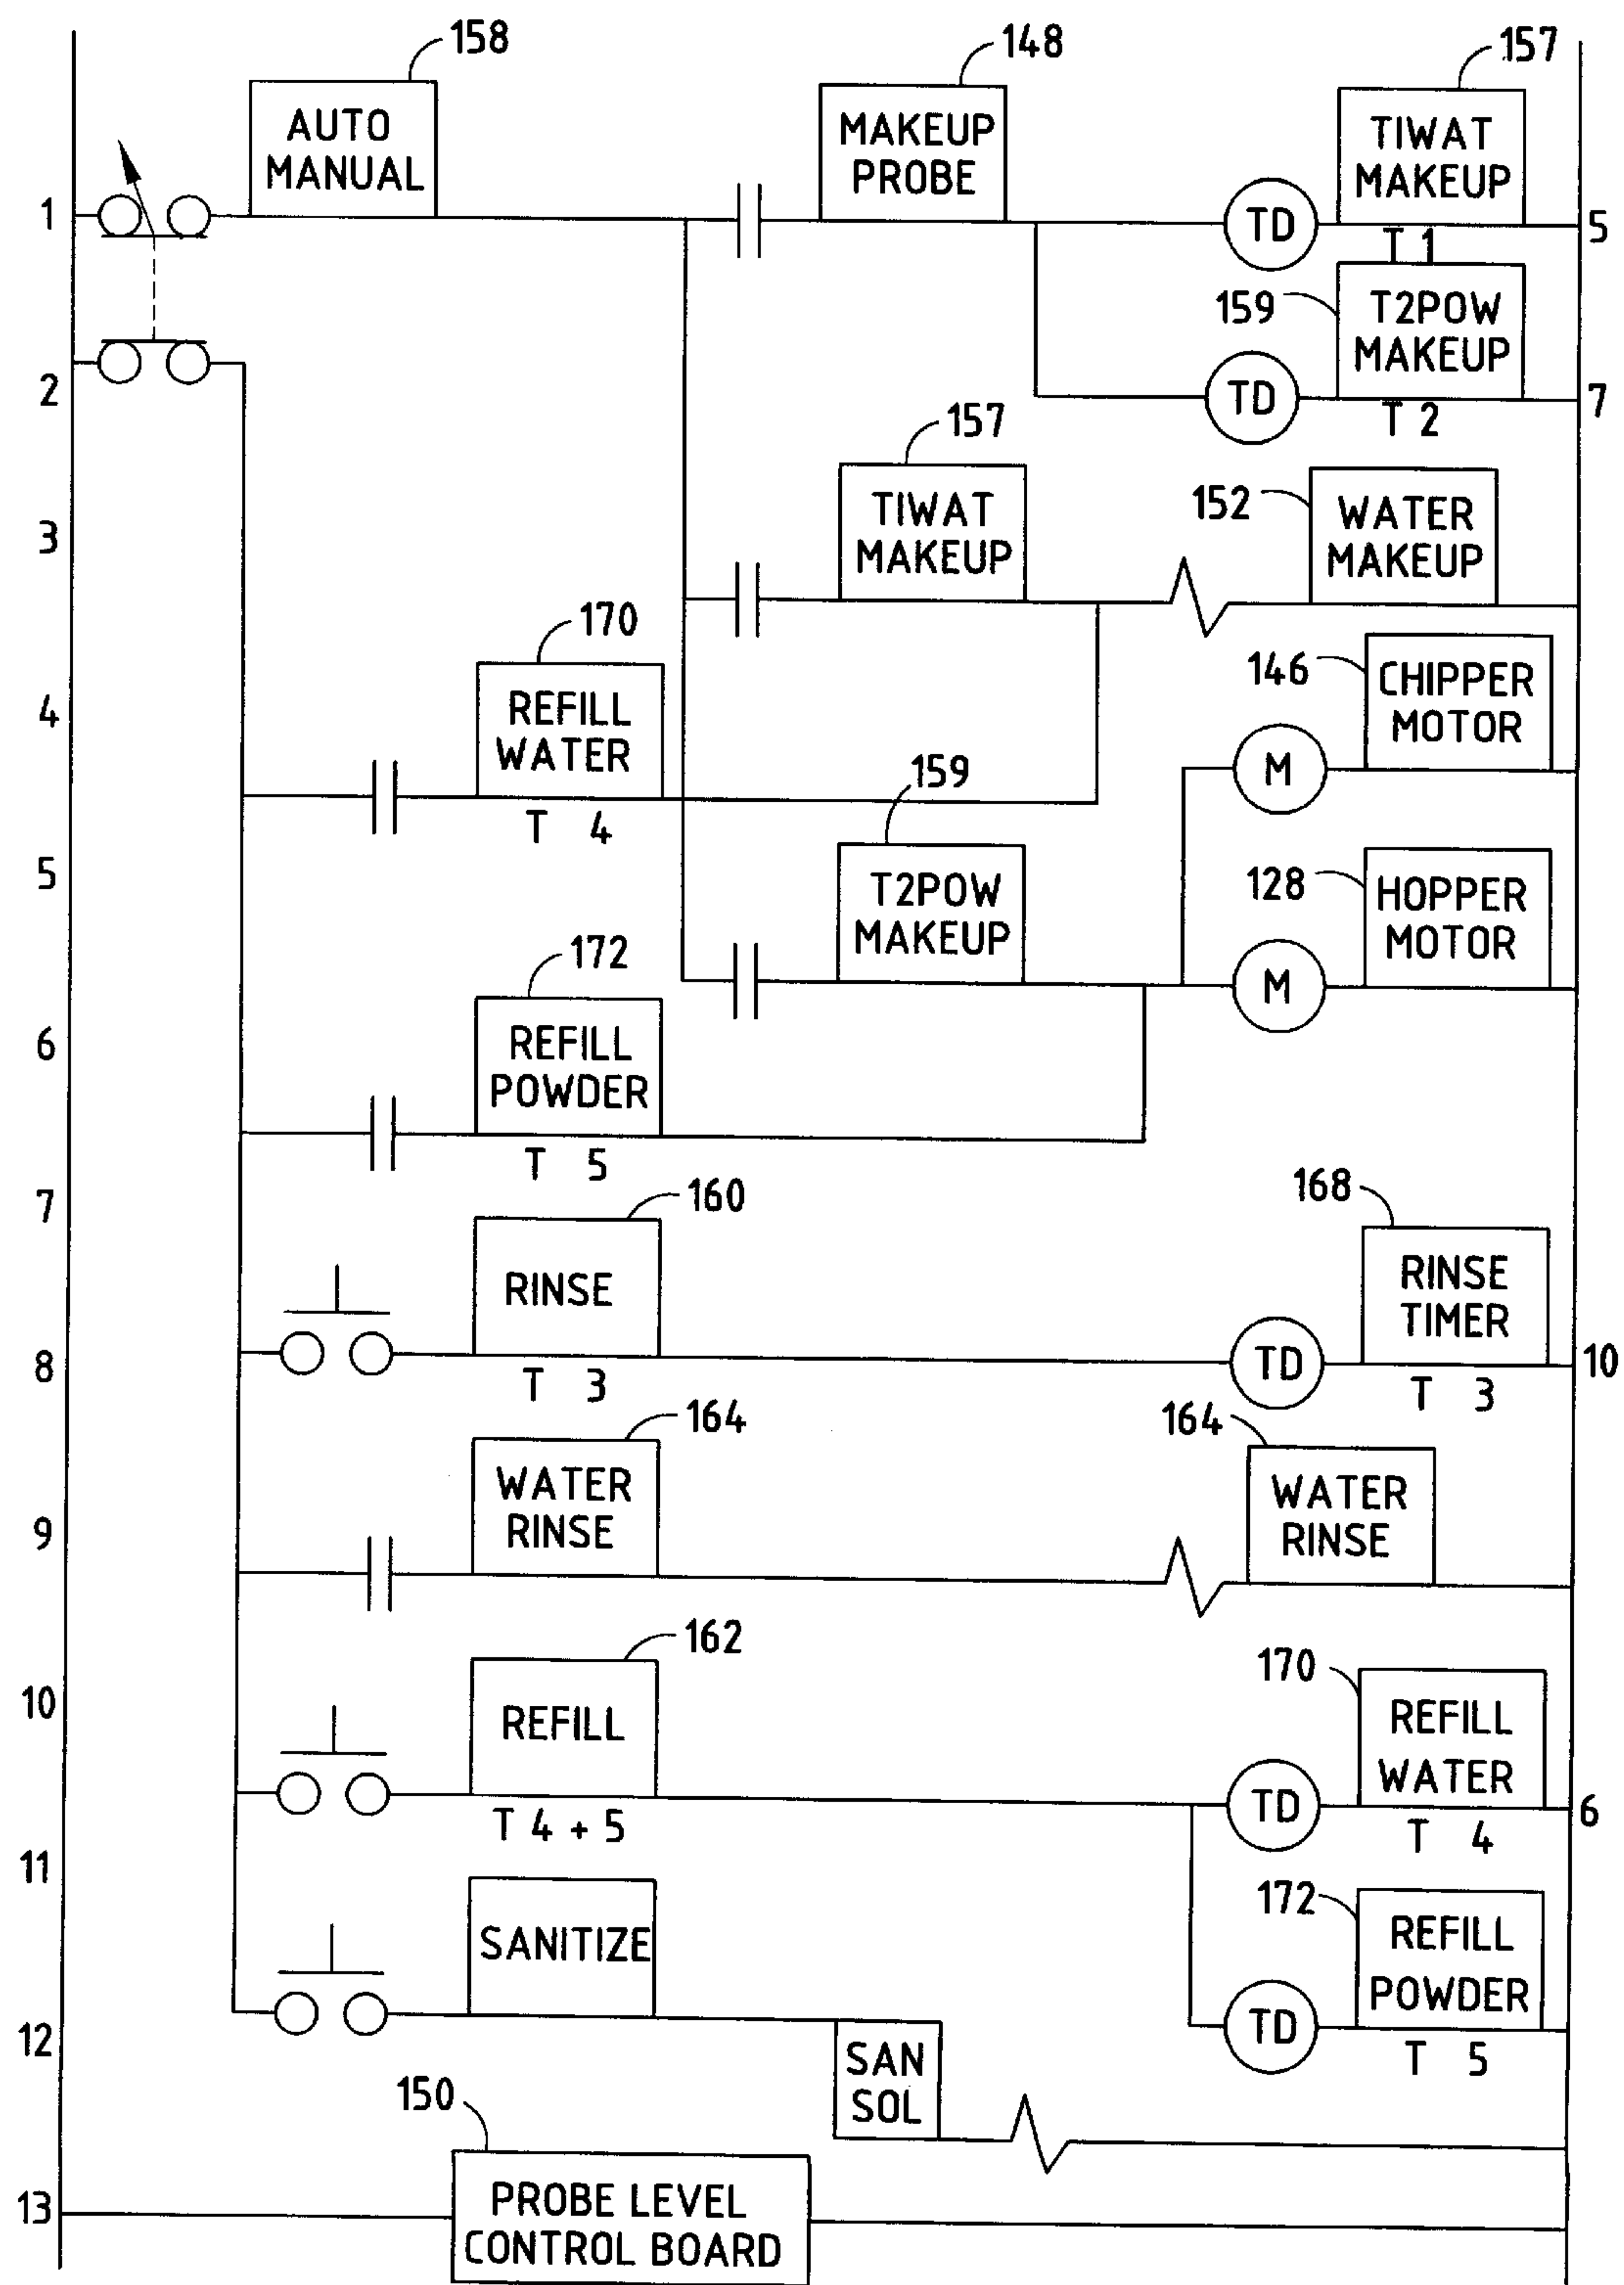 158
148
157
AUTO
MANUAL
MAKEUP
PROBE
TIWAT
MAKEUP
1
TD
5
T 1
159
T2POW
MAKEUP
2
TD
7
T 2
157
152
TIWAT
MAKEUP
WATER
MAKEUP
3
170
146
CHIPPER
MOTOR
4
REFILL
WATER
M
T 4
159
5
T2POW
MAKEUP
128
HOPPER
MOTOR
172
M
6
REFILL
POWDER
T 5
7
160
168
RINSE
RINSE
TIMER
8
TD
10
T 3
T 3
164
164
9
WATER
RINSE
WATER
RINSE
162
170
10
REFILL
REFILL
WATER
TD
6
T 4 + 5
T 4
11
172
SANITIZE
REFILL
POWDER
12
TD
SAN
SOL
T 5
150
13
PROBE LEVEL
CONTROL BOARD